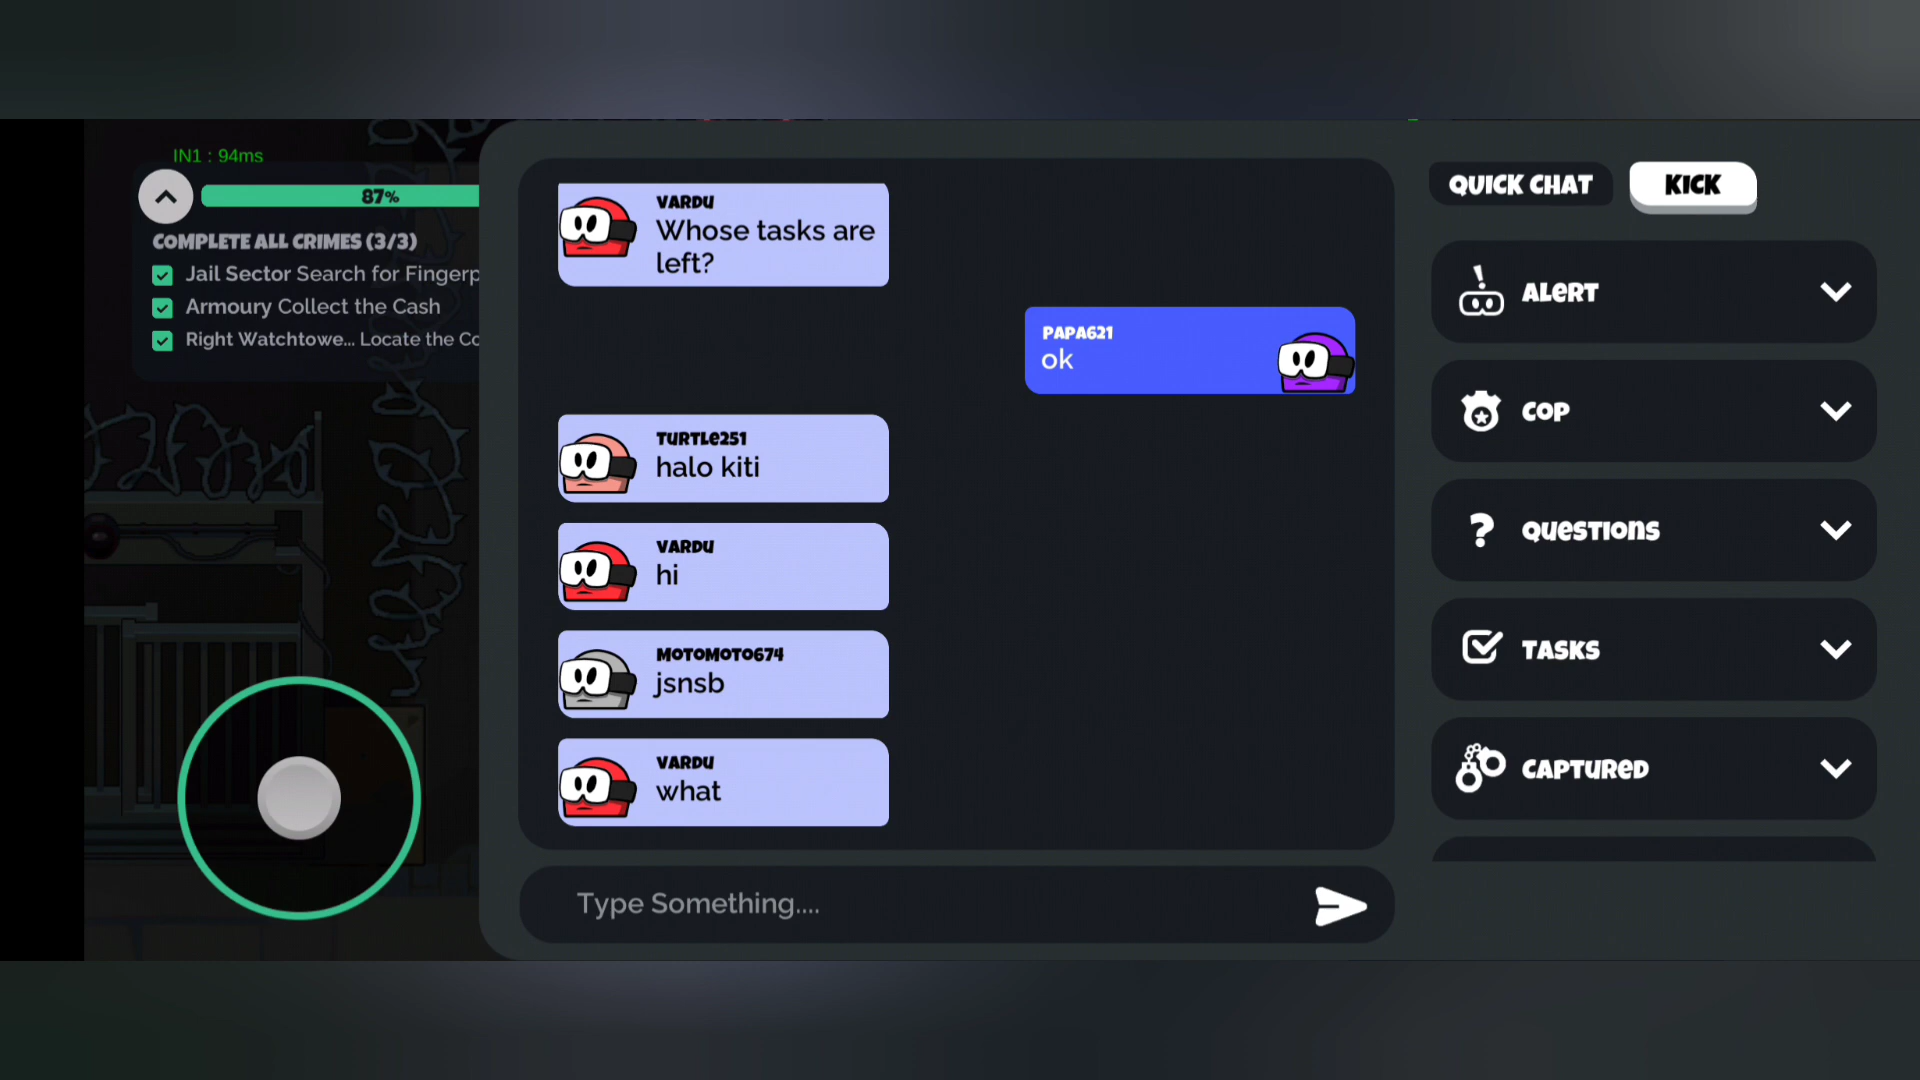 IN1 : 94ms
87%
COMPLETE ALL CRIMES (3/3)
Jail Sector Search for Fingerp
Armoury Collect the Cash
Right Watchtowe... Locate the Co
VARDU
Whose tasks are
left?
PAPA621
ok
TURTLE251
halo kiti
VARDU
hi
MOTOMOTO674
jsnsb
VARDU
what
Type Something....
QUICK CHAT
KICK
ALERT
COP
QUESTIONS
TASKS
CAPTURED